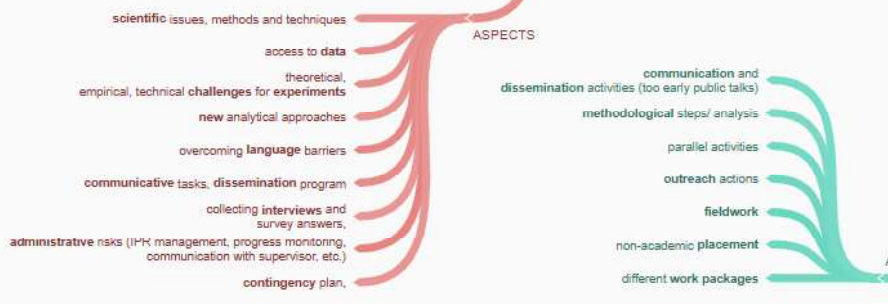 scientific issues, methods and techniques
ASPECTS
access to data
theoretical,
empirical, technical challenges for experiments
new analytical approaches
overcoming language barriers
communicative tasks, dissemination program
collecting interviews and
survey answers,
administrative risks (IPR management, progress monitoring,
communication with supervisor, etc.)
contingency plan,
communication and
dissemination activities (too early public talks)
methodological steps/ analysis
parallel activities
outreach actions
fieldwork
non-academic placement
different work packages